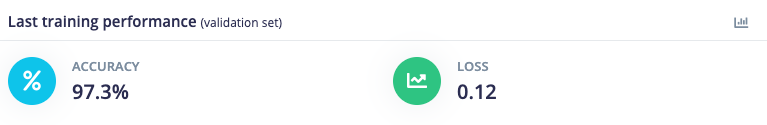 Last training performance (validation set)
ACCURACY
97.3%
LOSS
0.12